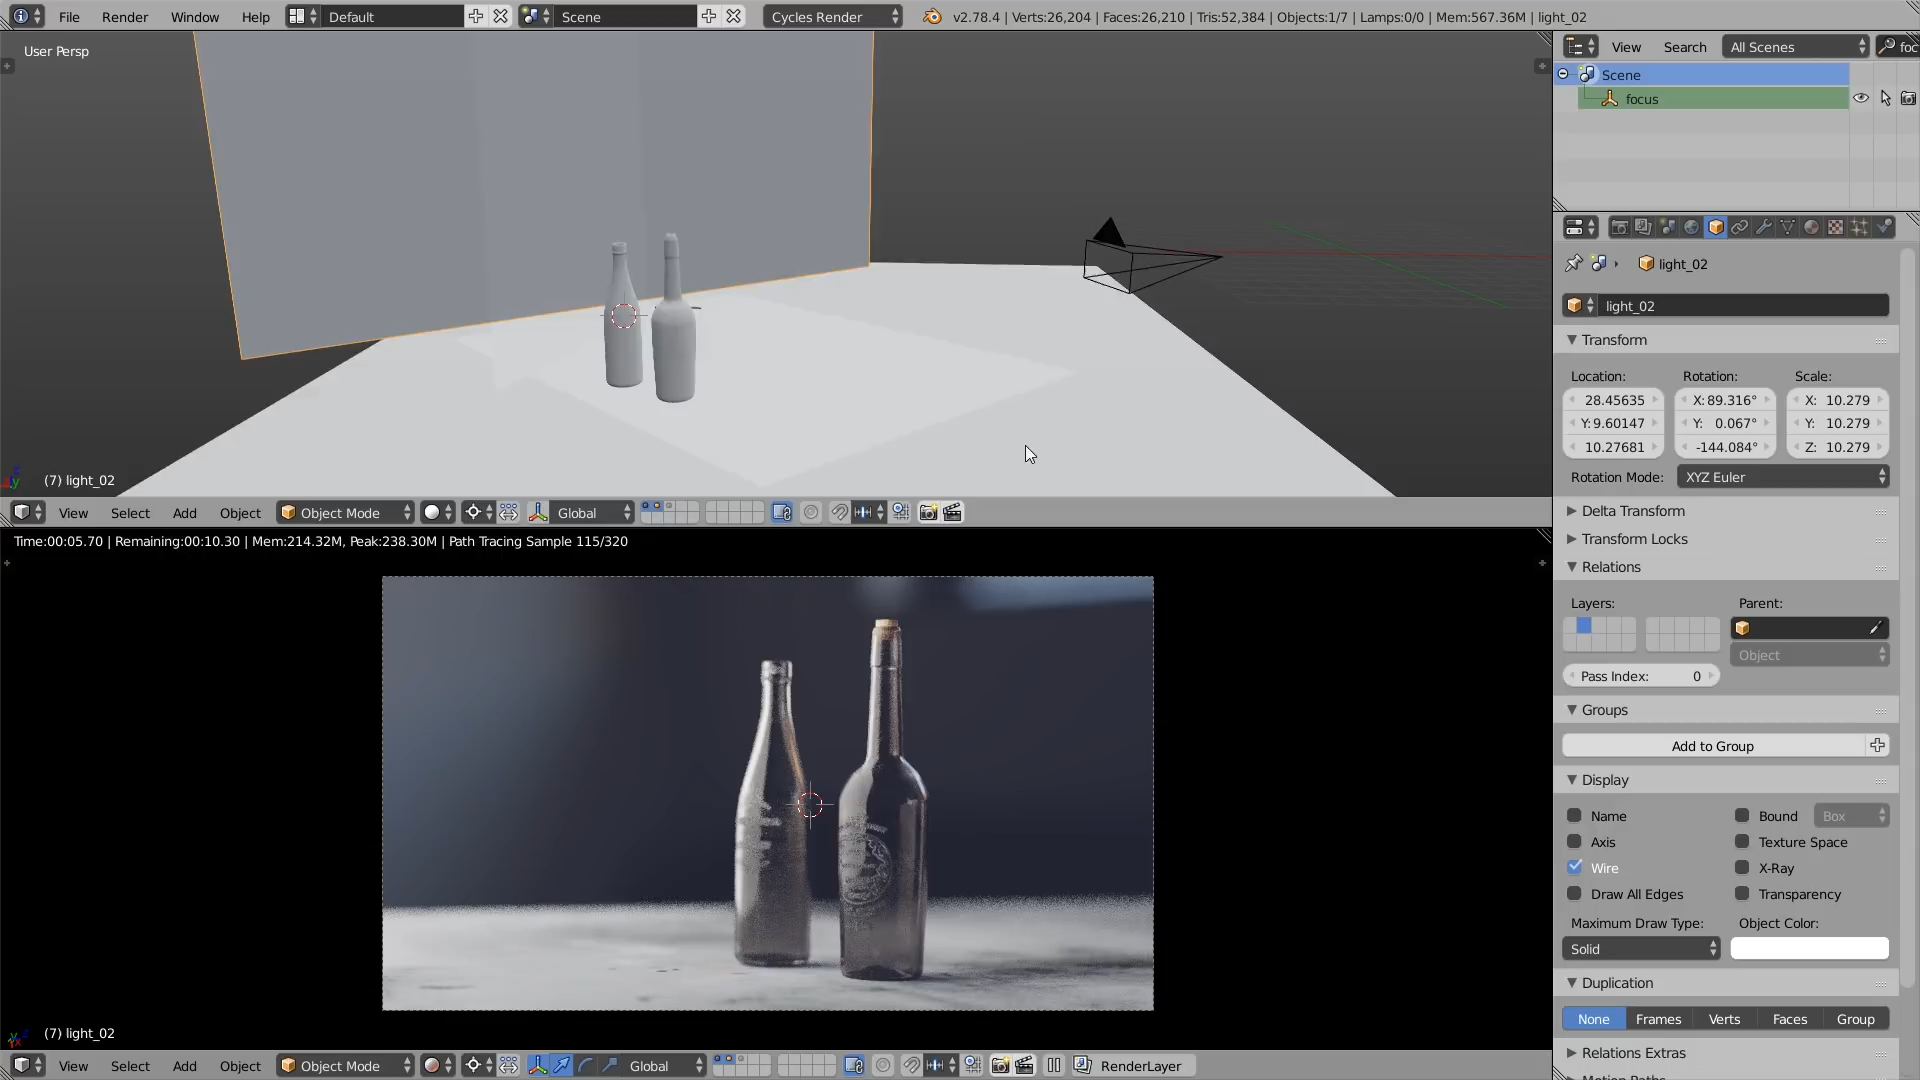 File Render Window Help Default Scene Cycles Render v2.78.4 | Verts:26,204 | Faces:26,210 | Tris:52,384 | Objects:1/7 | Lamps:0/0 | Mem:567.36M | light_02
User Persp
View Search All Scenes foc
Scene
focus
light_02
light_02
Transform
Location: Rotation: Scale:
28.45635 X: 89.316° X: 10.279
Y: 9.60147 Y: 0.067° Y: 10.279
10.27681 -144.084° Z: 10.279
Rotation Mode: XYZ Euler
(7) light_02
View Select Add Object Object Mode Global
Delta Transform
Transform Locks
Relations
Time:00:05.70 | Remaining:00:10.30 | Mem:214.32M, Peak:238.30M | Path Tracing Sample 115/320
Layers: Parent:
Object
Pass Index: 0
Groups
Add to Group
Display
Name Bound Box
Axis Texture Space
Wire X-Ray
Draw All Edges Transparency
Maximum Draw Type: Object Color:
Solid
Duplication
None Frames Verts Faces Group
Relations Extras
(7) light_02
View Select Add Object Object Mode Global RenderLayer